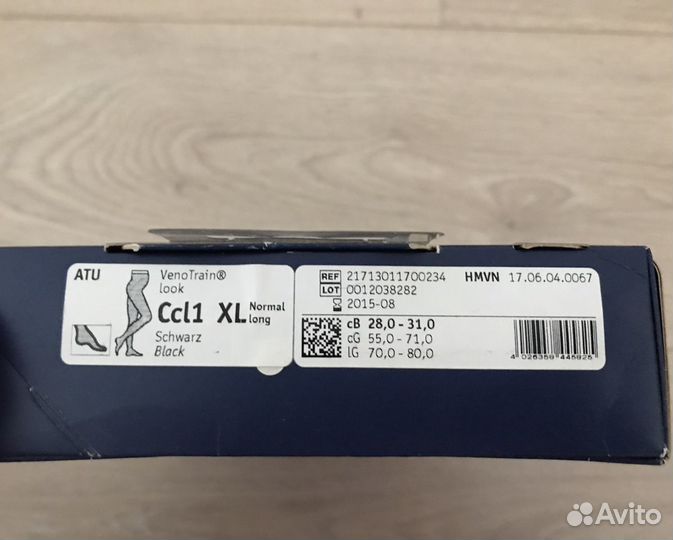 ATU
VenoTrain®
look
Ccl1 XL Normal
long
Schwarz
Black
REF 21713011700234 HMVN 17.06.04.0067
LOT 0012038282
2015-08
cB 28,0-31,0
cG 55,0-71,0
lG 70,0-80,0
4 026358 445925
Avito